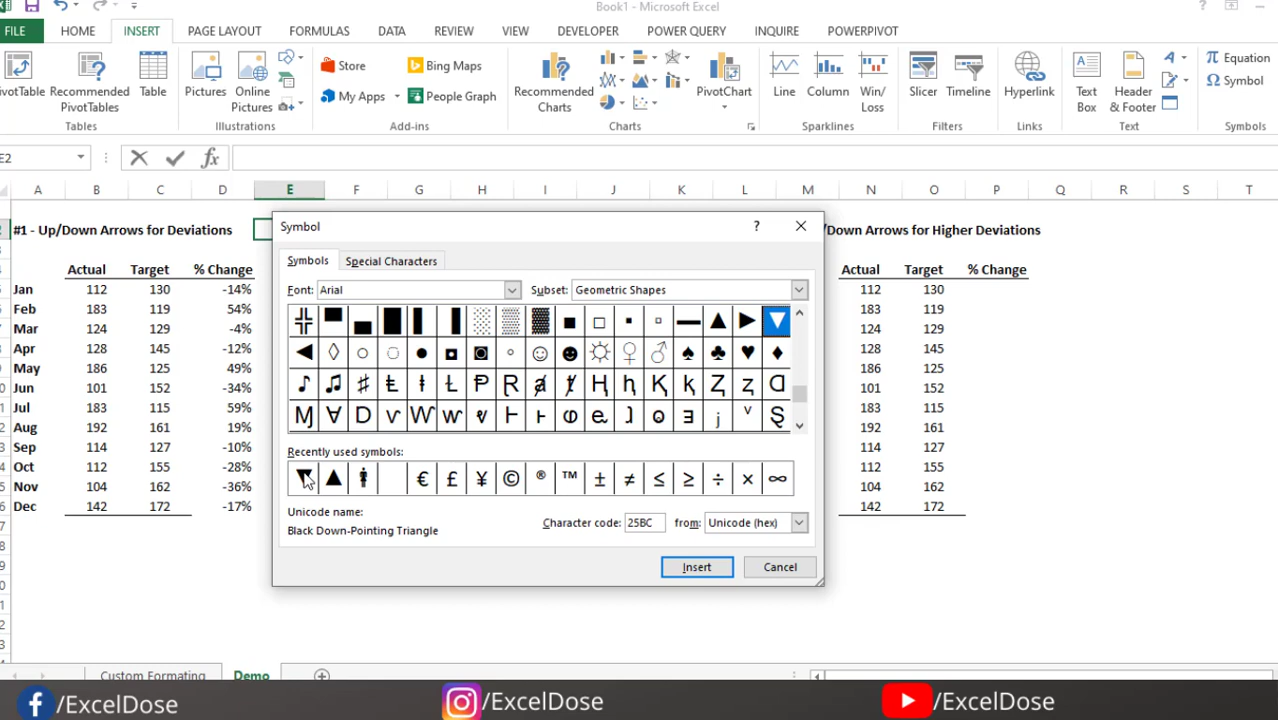 Book1 - Microsoft Excel
FILE HOME INSERT PAGE LAYOUT FORMULAS DATA REVIEW VIEW DEVELOPER POWER QUERY INQUIRE POWERPIVOT
Recommended PivotTables
Table
Pictures
Online Pictures
Store
My Apps
Bing Maps
People Graph
Recommended Charts
PivotChart
Line
Column
Win/ Loss
Slicer
Timeline
Hyperlink
Text Box
Header & Footer
π Equation
Ω Symbol
Tables Illustrations Add-ins Charts Sparklines Filters Links Text Symbols
E2 fx
A B C D E F G H I J K L M N O P Q R S T
#1 - Up/Down Arrows for Deviations
/Down Arrows for Higher Deviations
Actual Target % Change
Jan 112 130 -14%
Feb 183 119 54%
Mar 124 129 -4%
Apr 128 145 -12%
May 186 125 49%
Jun 101 152 -34%
Jul 183 115 59%
Aug 192 161 19%
Sep 114 127 -10%
Oct 112 155 -28%
Nov 104 162 -36%
Dec 142 172 -17%
Symbol ?
Symbols Special Characters
Font: Arial Subset: Geometric Shapes
Recently used symbols:
▼ ▲ € £ ¥ © ® ™ ± ≠ ≤ ≥ ÷ × ∞
Unicode name:
Black Down-Pointing Triangle
Character code: 25BC from: Unicode (hex)
Insert Cancel
Actual Target % Change
112 130
183 119
124 129
128 145
186 125
101 152
183 115
192 161
114 127
112 155
104 162
142 172
Custom Formating Demo
/ExcelDose /ExcelDose /ExcelDose